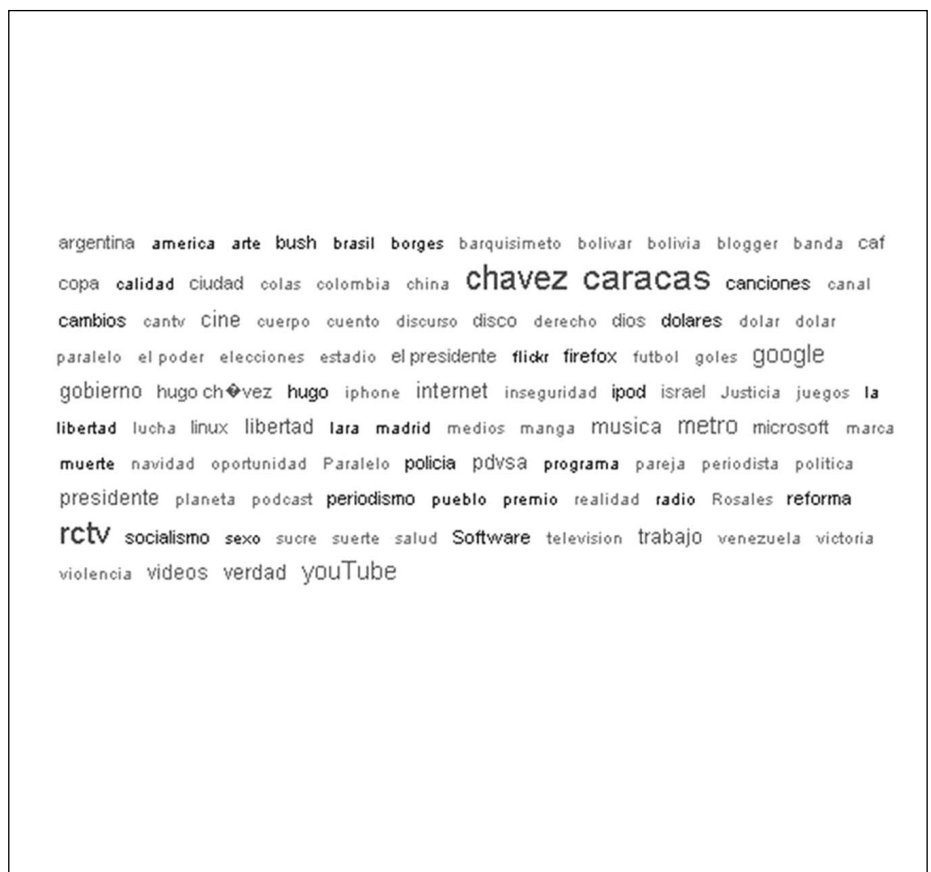 argentina america arte bush brasil borges barquisimeto bolivar bolivia blogger banda caf
copa calidad ciudad colas colombia china chavez caracas canciones canal
cambios cantv cine cuerpo cuento discurso disco derecho dios dolares dolar dolar
paralelo el poder elecciones estadio el presidente flickr firefox futbol goles google
gobierno hugo ch�vez hugo iphone internet inseguridad ipod israel Justicia juegos la
libertad lucha linux libertad lara madrid medios manga musica metro microsoft marca
muerte navidad oportunidad Paralelo policia pdvsa programa pareja periodista politica
presidente planeta podcast periodismo pueblo premio realidad radio Rosales reforma
rctv socialismo sexo sucre suerte salud Software television trabajo venezuela victoria
violencia videos verdad youTube